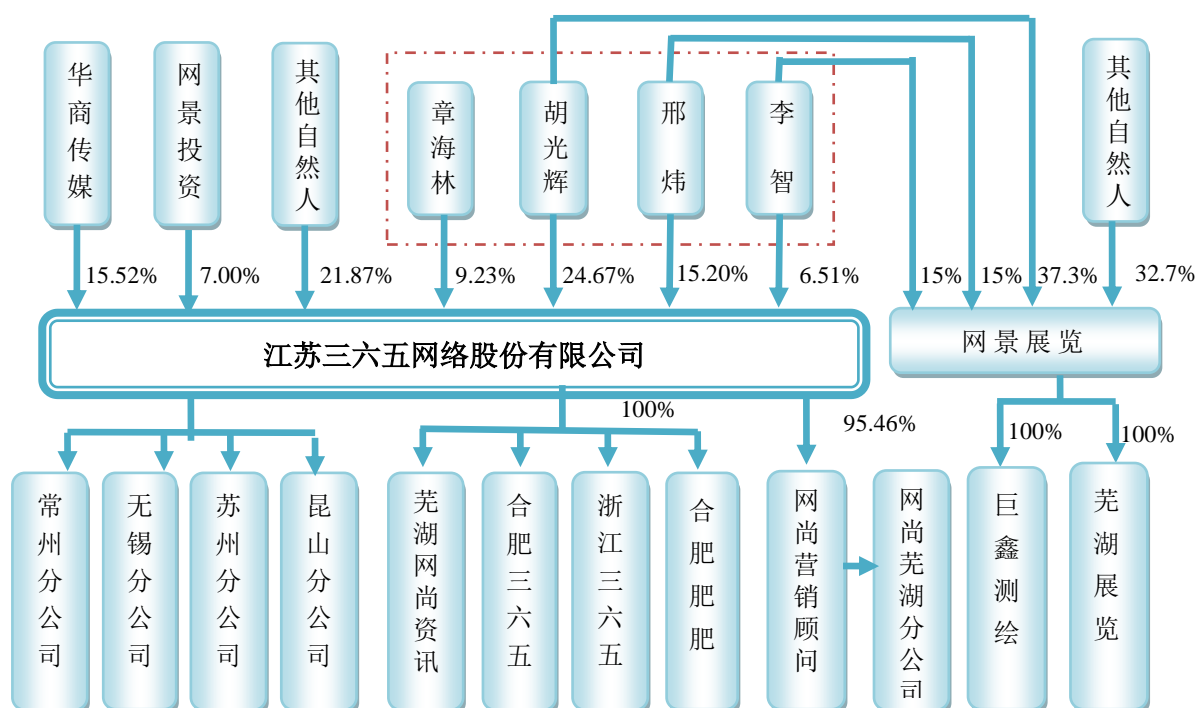 华商传媒
网景投资
其他自然人
章海林
胡光辉
邢炜
李智
其他自然人
15.52%
7.00%
21.87%
9.23%
24.67%
15.20%
6.51%
15%
15%
37.3%
32.7%
江苏三六五网络股份有限公司
网景展览
100%
95.46%
100%
100%
常州分公司
无锡分公司
苏州分公司
昆山分公司
芜湖网尚资讯
合肥三六五
浙江三六五
合肥肥肥
网尚营销顾问
网尚芜湖分公司
巨鑫测绘
芜湖展览